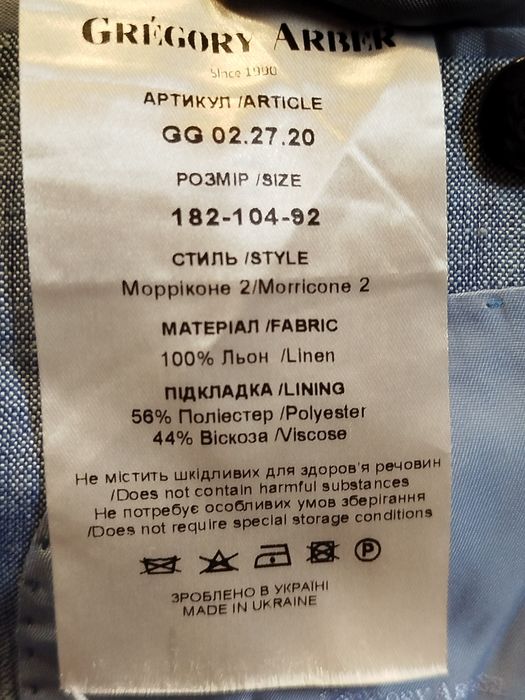 GRÉGORY ARBER
Since 1990
АРТИКУЛ /ARTICLE
GG 02.27.20
РОЗМІР /SIZE
182-104-92
СТИЛЬ /STYLE
Морріконе 2/Morricone 2
МАТЕРІАЛ /FABRIC
100% Льон /Linen
ПІДКЛАДКА /LINING
56% Поліестер /Polyester
44% Віскоза /Viscose
Не містить шкідливих для здоров'я речовин
/Does not contain harmful substances
Не потребує особливих умов зберігання
/Does not require special storage conditions
P
ЗРОБЛЕНО В УКРАЇНІ
MADE IN UKRAINE